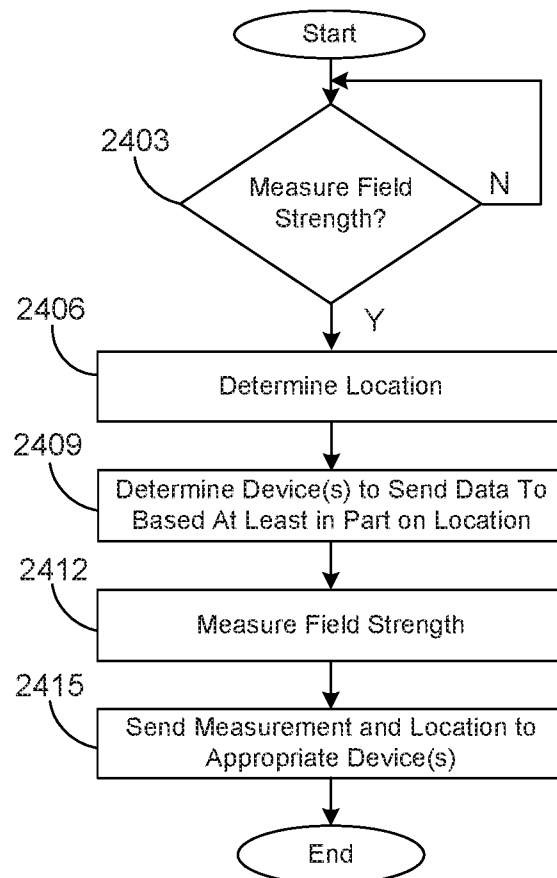 Start
2403
Measure Field
Strength?
N
Y
2406
Determine Location
2409
Determine Device(s) to Send Data To
Based At Least in Part on Location
2412
Measure Field Strength
2415
Send Measurement and Location to
Appropriate Device(s)
End